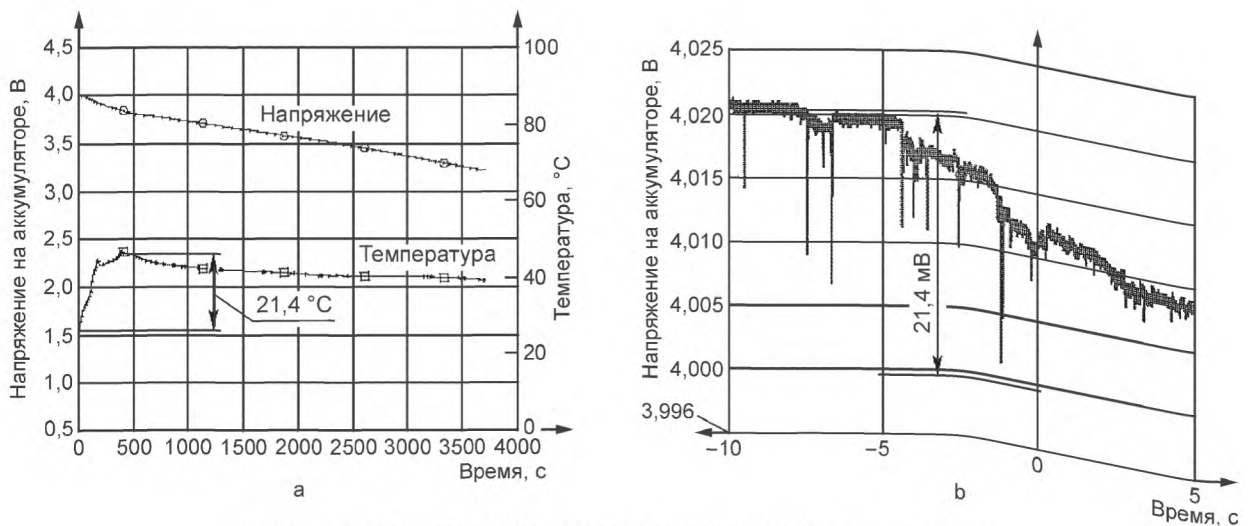 Напряжение на аккумуляторе, В
4,5
4,0
3,5
3,0
2,5
2,0
1,5
1,0
0,5
Напряжение
Температура
21,4 °C
100
80
60
40
20
0
Температура, °C
0 500 1000 1500 2000 2500 3000 3500 4000
Время, с
а
Напряжение на аккумуляторе, В
4,025
4,020
4,015
4,010
4,005
4,000
3,996
21,4 мВ
−10 −5 0 5
Время, с
b